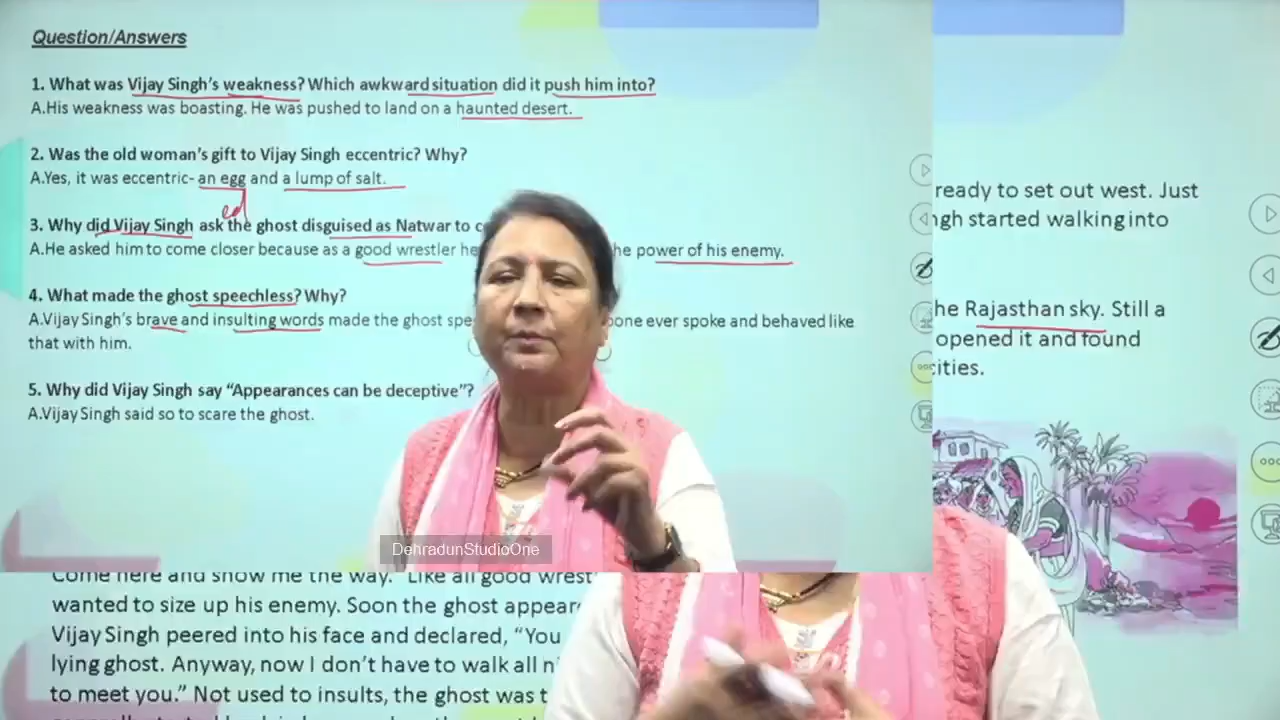 Question/Answers
1. What was Vijay Singh's weakness? Which awkward situation did it push him into?
A.His weakness was boasting. He was pushed to land on a haunted desert.
2. Was the old woman's gift to Vijay Singh eccentric? Why?
A.Yes, it was eccentric- an egg and a lump of salt.
ed
3. Why did Vijay Singh ask the ghost disguised as Natwar to
A.He asked him to come closer because as a good wrestler he power of his enemy.
4. What made the ghost speechless? Why?
A.Vijay Singh's brave and insulting words made the ghost ever spoke and behaved like
that with him.
5. Why did Vijay Singh say "Appearances can be deceptive"?
A.Vijay Singh said so to scare the ghost.
DehradunStudioOne
ready to set out west. Just
started walking into
Rajasthan sky. Still a
opened it and found
Come here and show me the way." Like all good
wanted to size up his enemy. Soon the ghost
Vijay Singh peered into his face and declared, "You
lying ghost. Anyway, now I don't have to walk all
to meet you." Not used to insults, the ghost was